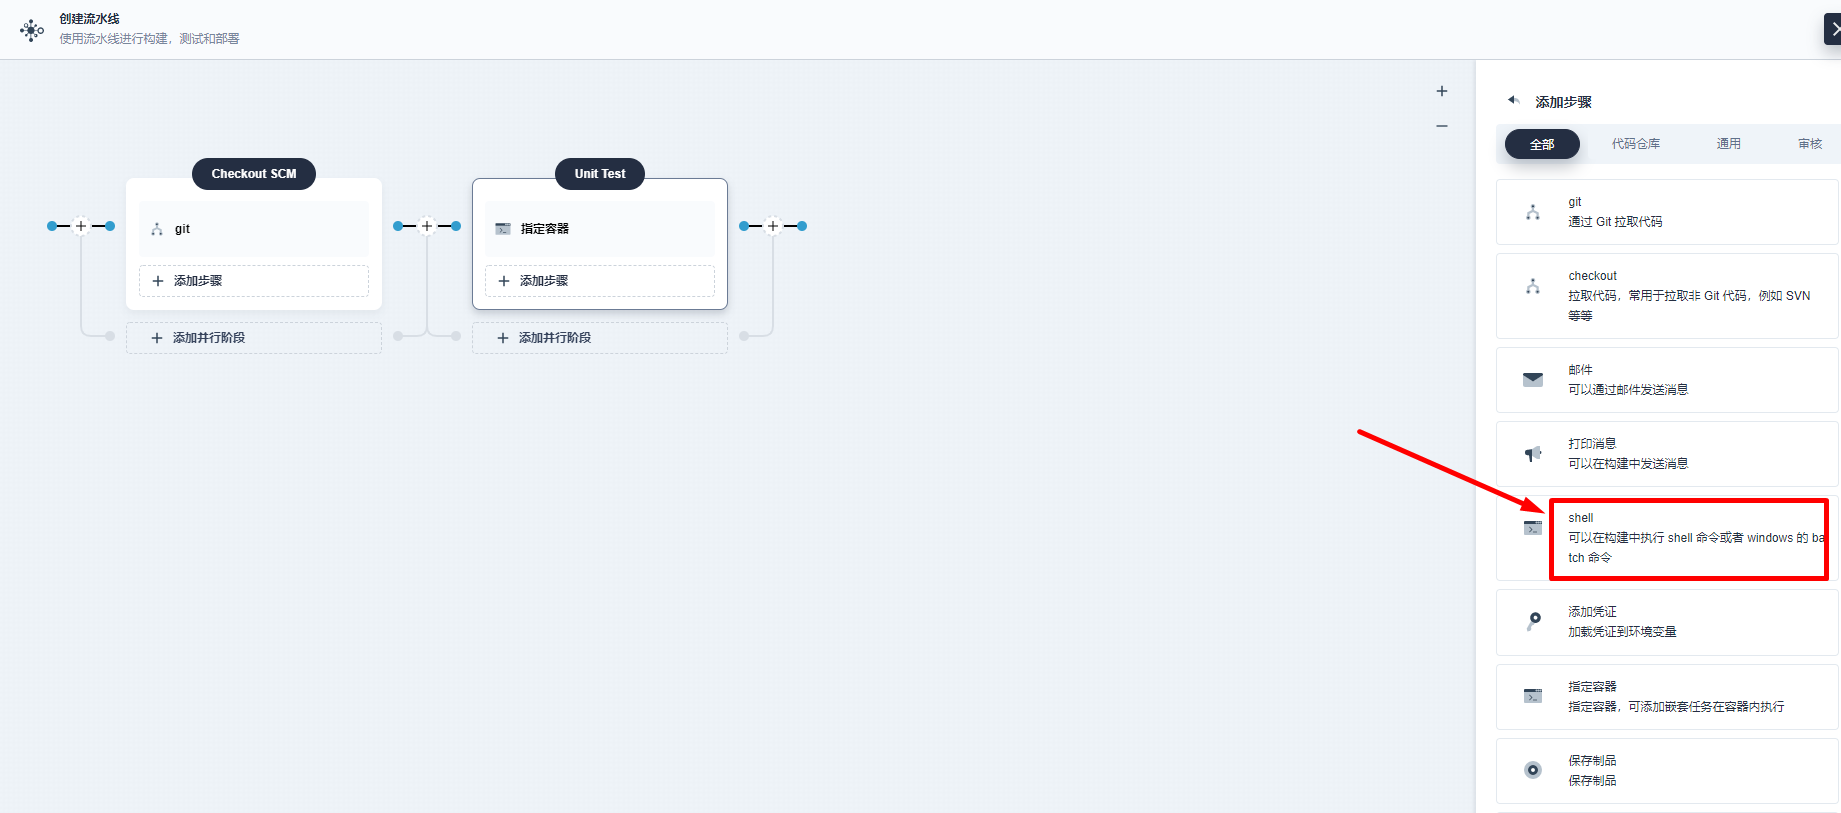 创建流水线
使用流水线进行构建，测试和部署
Checkout SCM
git
添加步骤
添加并行阶段
Unit Test
指定容器
添加步骤
添加并行阶段
添加步骤
全部
代码仓库
通用
审核
git
通过 Git 拉取代码
checkout
拉取代码，常用于拉取非 Git 代码，例如 SVN
等等
邮件
可以通过邮件发送消息
打印消息
可以在构建中发送消息
shell
可以在构建中执行 shell 命令或者 windows 的 ba
tch 命令
添加凭证
加载凭证到环境变量
指定容器
指定容器，可添加嵌套任务在容器内执行
保存制品
保存制品